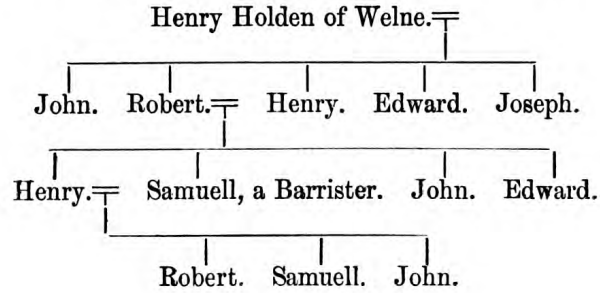 Henry Holden of Welne.
John. Robert. Henry. Edward. Joseph.
Henry. Samuell, a Barrister. John. Edward.
Robert. Samuell. John.